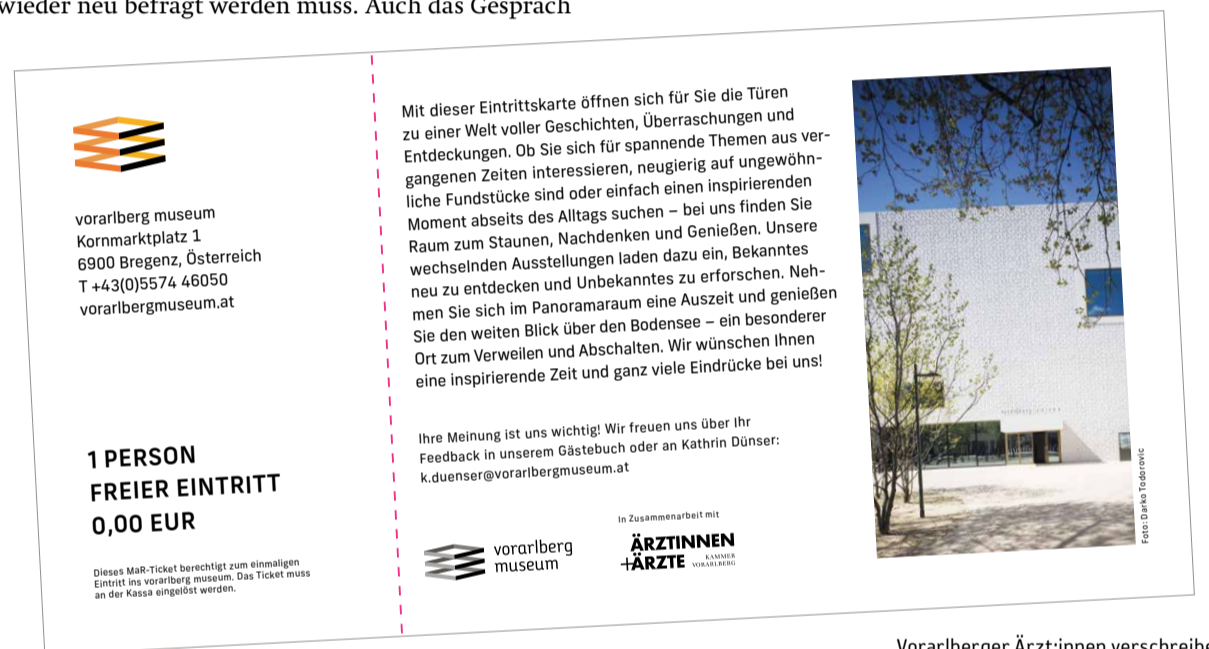 wieder neu befragt werden muss. Auch das Gespräch
vorarlberg museum
Kornmarktplatz 1
6900 Bregenz, Österreich
T +43(0)5574 46050
vorarlbergmuseum.at
1 PERSON
FREIER EINTRITT
0,00 EUR
Dieses MaR-Ticket berechtigt zum einmaligen
Eintritt ins vorarlberg museum. Das Ticket muss
an der Kassa eingelöst werden.
Mit dieser Eintrittskarte öffnen sich für Sie die Türen
zu einer Welt voller Geschichten, Überraschungen und
Entdeckungen. Ob Sie sich für spannende Themen aus ver-
gangenen Zeiten interessieren, neugierig auf ungewöhn-
liche Fundstücke sind oder einfach einen inspirierenden
Moment abseits des Alltags suchen – bei uns finden Sie
Raum zum Staunen, Nachdenken und Genießen. Unsere
wechselnden Ausstellungen laden dazu ein, Bekanntes
neu zu entdecken und Unbekanntes zu erforschen. Neh-
men Sie sich im Panoramaraum eine Auszeit und genießen
Sie den weiten Blick über den Bodensee – ein besonderer
Ort zum Verweilen und Abschalten. Wir wünschen Ihnen
eine inspirierende Zeit und ganz viele Eindrücke bei uns!
Ihre Meinung ist uns wichtig! Wir freuen uns über Ihr
Feedback in unserem Gästebuch oder an Kathrin Dünser:
k.duenser@vorarlbergmuseum.at
vorarlberg
museum
In Zusammenarbeit mit
ÄRZTINNEN
+ÄRZTE KAMMER
VORARLBERG
vorarlberg museum
Foto: Darko Todorovic
Vorarlberger Ärzt:innen verschreibe